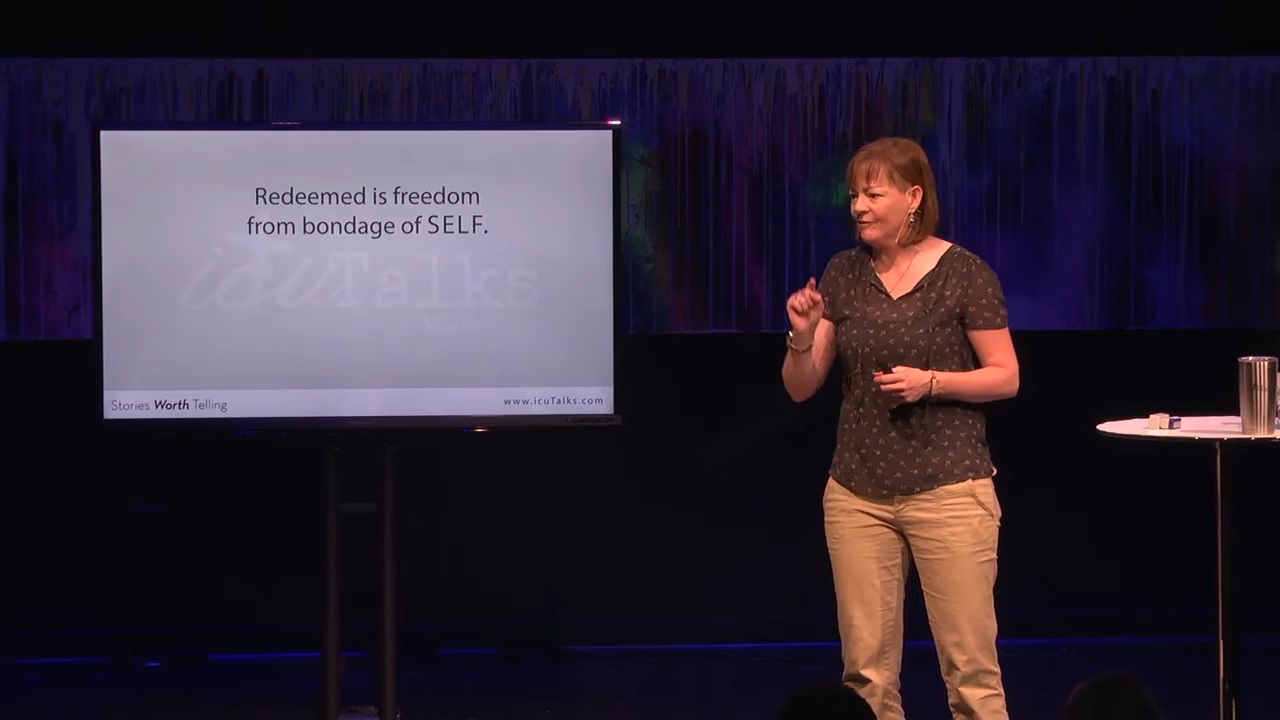 Redeemed is freedom
from bondage of SELF.
icuTalks
Stories Worth Telling
www.icuTalks.com